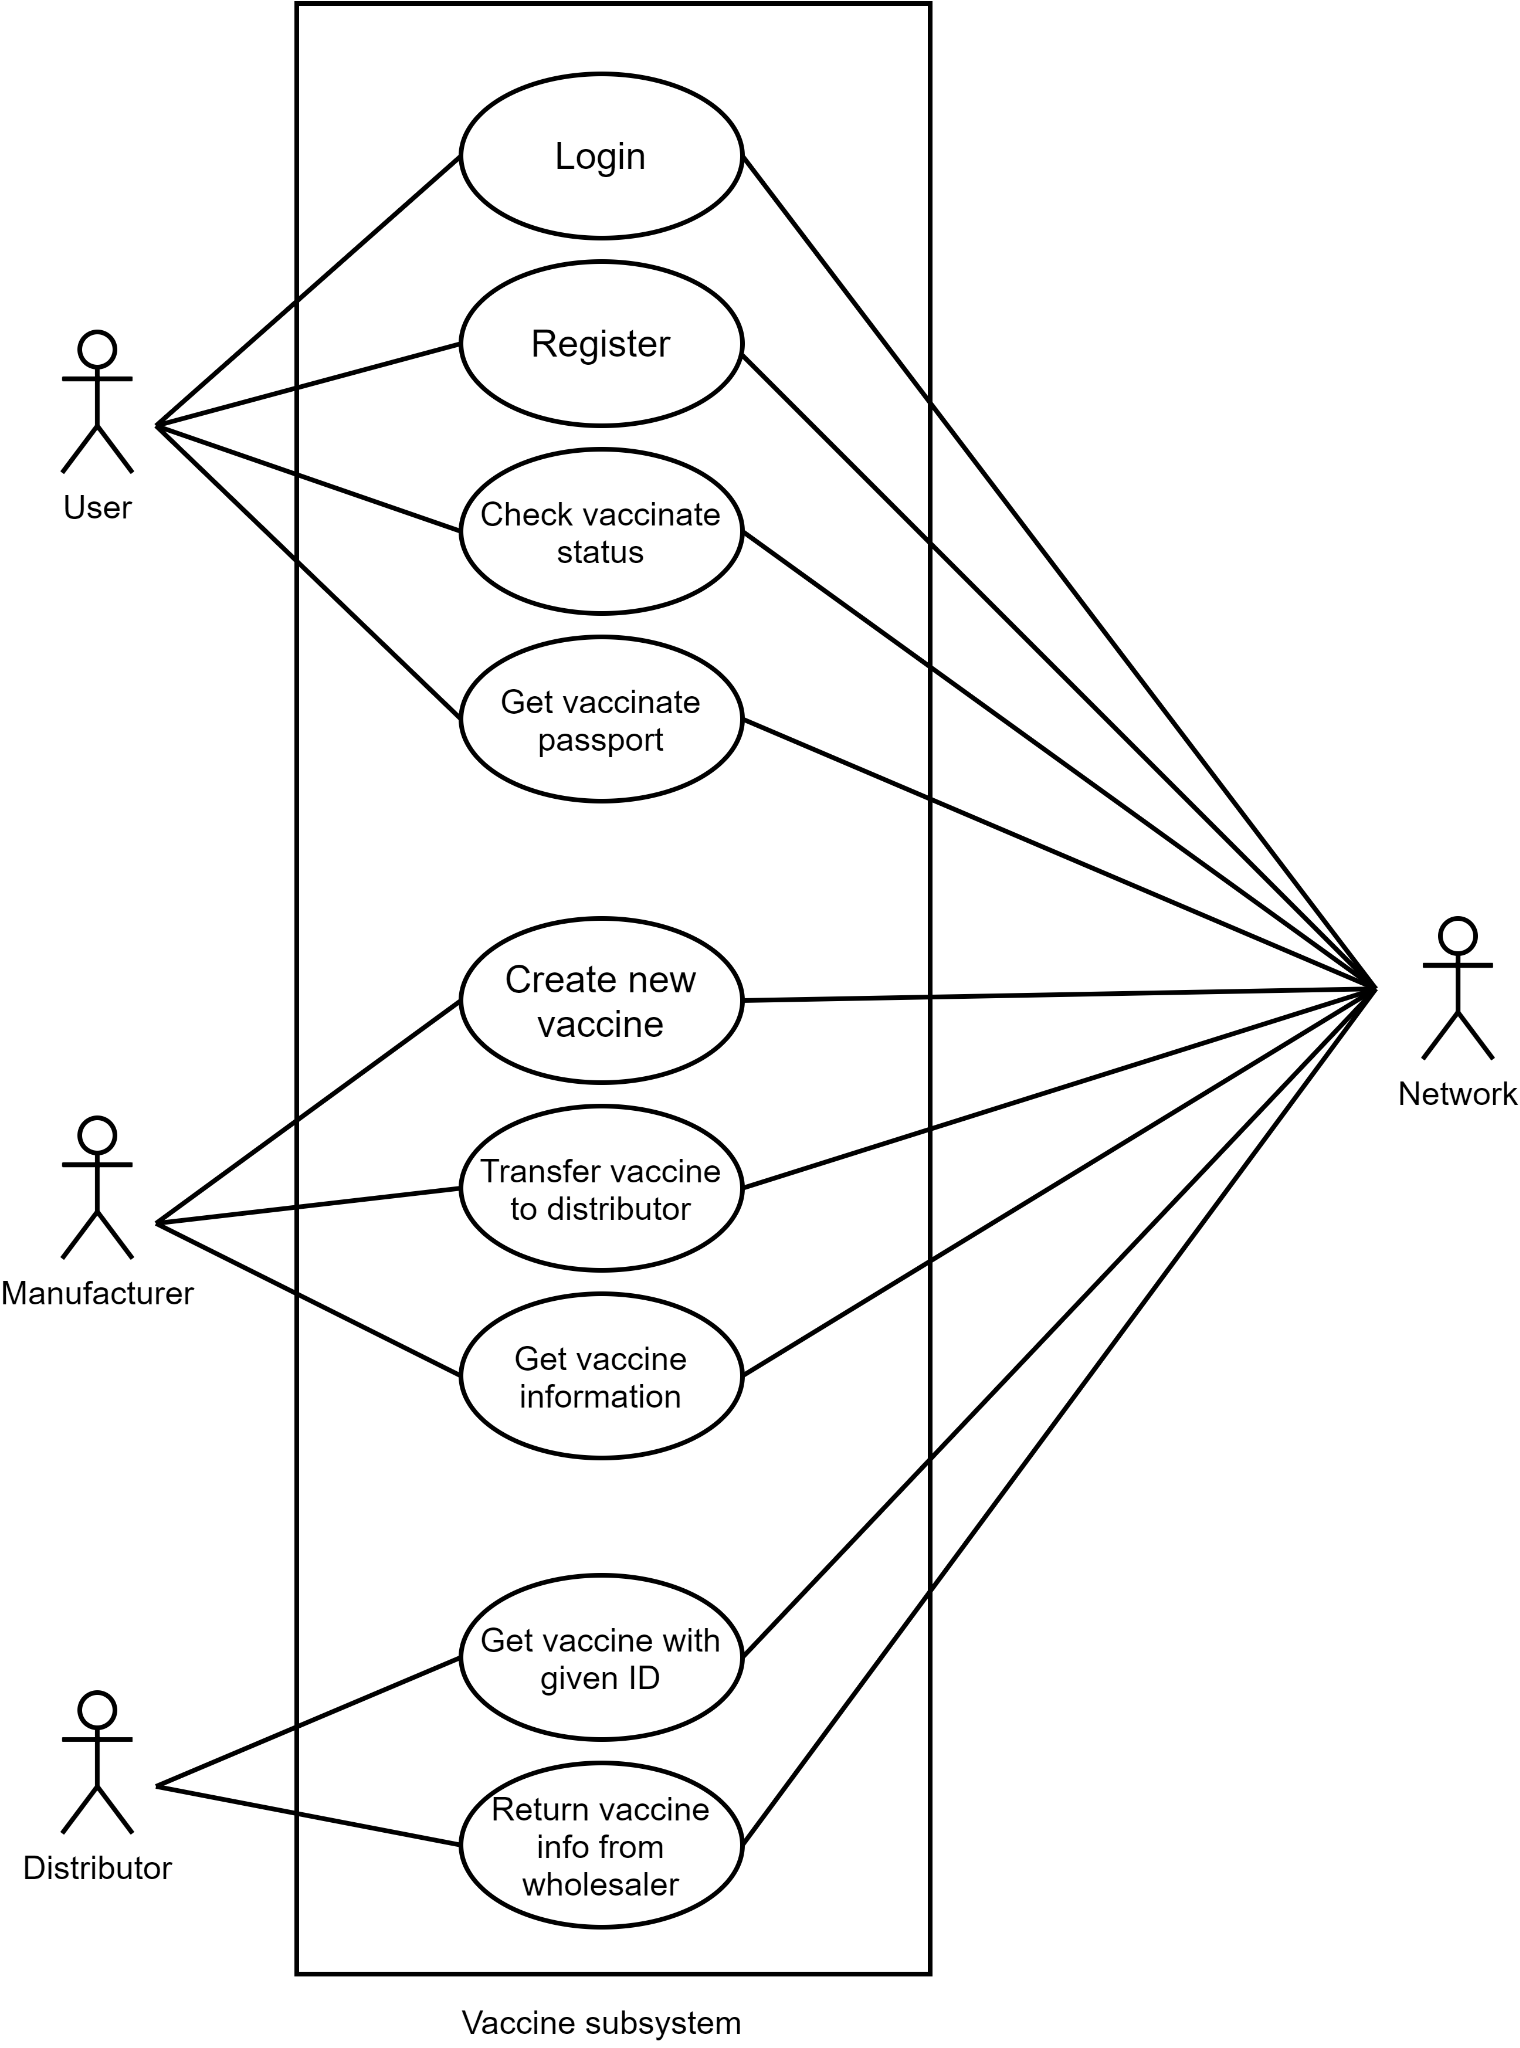 Login
Register
User
Check vaccinate
status
Get vaccinate
passport
Create new
vaccine
Network
Manufacturer
Transfer vaccine
to distributor
Get vaccine
information
Get vaccine with
given ID
Distributor
Return vaccine
info from
wholesaler
Vaccine subsystem